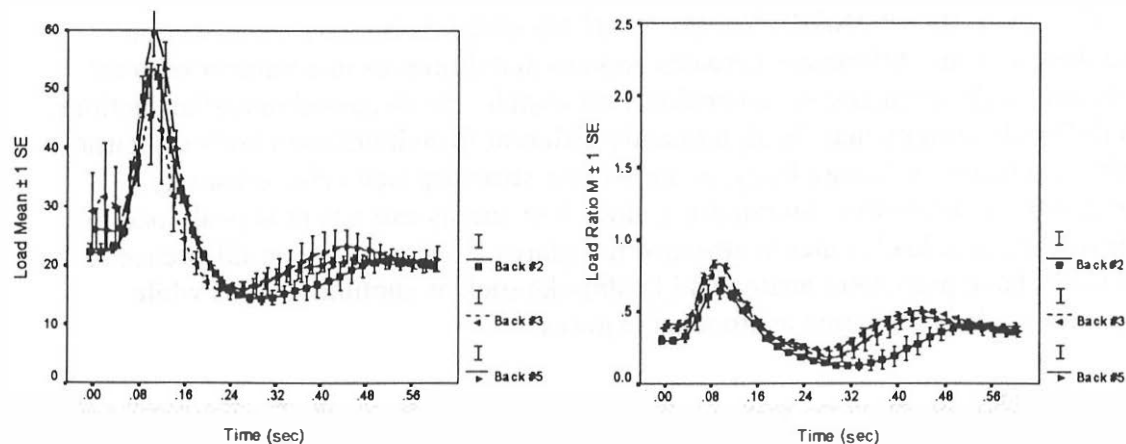 Load Mean ± 1 SE
60
50
40
30
20
10
0
.00 .08 .16 .24 .32 .40 .48 .56
Time (sec)
Back #2
Back #3
Back #5
Load Ratio M ± 1 SE
2.5
2.0
1.5
1.0
.5
0.0
.00 .08 .16 .24 .32 .40 .48 .56
Time (sec)
Back #2
Back #3
Back #5